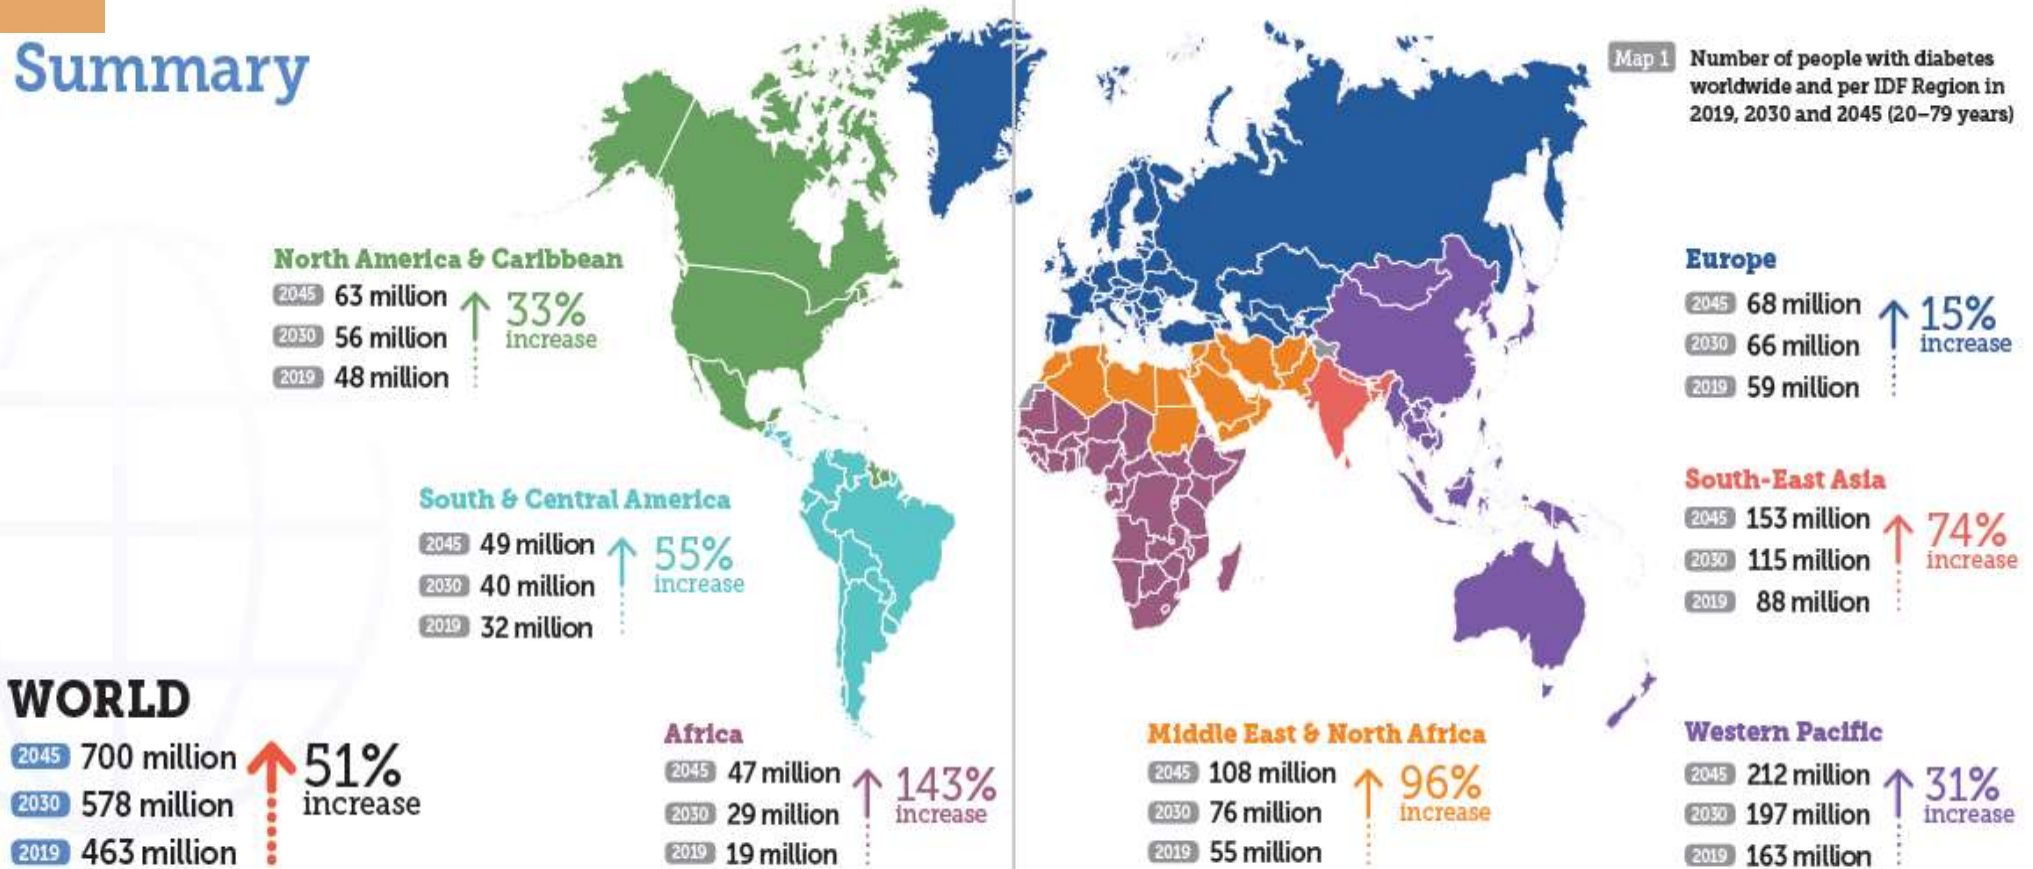 Summary
Map 1 Number of people with diabetes
worldwide and per IDF Region in
2019, 2030 and 2045 (20–79 years)
North America & Caribbean
2045 63 million
2030 56 million
2019 48 million
33%
increase
Europe
2045 68 million
2030 66 million
2019 59 million
15%
increase
South & Central America
2045 49 million
2030 40 million
2019 32 million
55%
increase
South-East Asia
2045 153 million
2030 115 million
2019 88 million
74%
increase
WORLD
2045 700 million
2030 578 million
2019 463 million
51%
increase
Africa
2045 47 million
2030 29 million
2019 19 million
143%
increase
Middle East & North Africa
2045 108 million
2030 76 million
2019 55 million
96%
increase
Western Pacific
2045 212 million
2030 197 million
2019 163 million
31%
increase